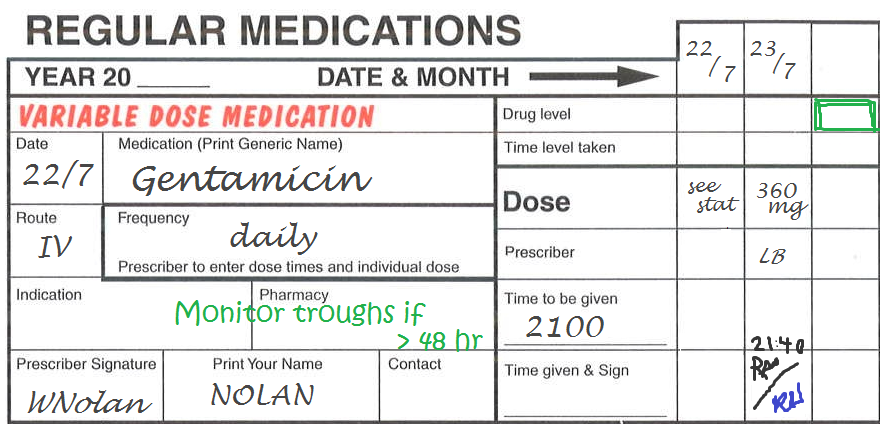 REGULAR MEDICATIONS
22/7 23/7
YEAR 20 DATE & MONTH
VARIABLE DOSE MEDICATION
Drug level
Time level taken
Date Medication (Print Generic Name)
22/7 Gentamicin
Dose see stat 360 mg
Route Frequency
IV daily
Prescriber to enter dose times and individual dose
Prescriber LB
Indication Pharmacy
Monitor troughs if
> 48 hr
Time to be given
2100
Prescriber Signature Print Your Name Contact
WNolan NOLAN
Time given & Sign 21:40